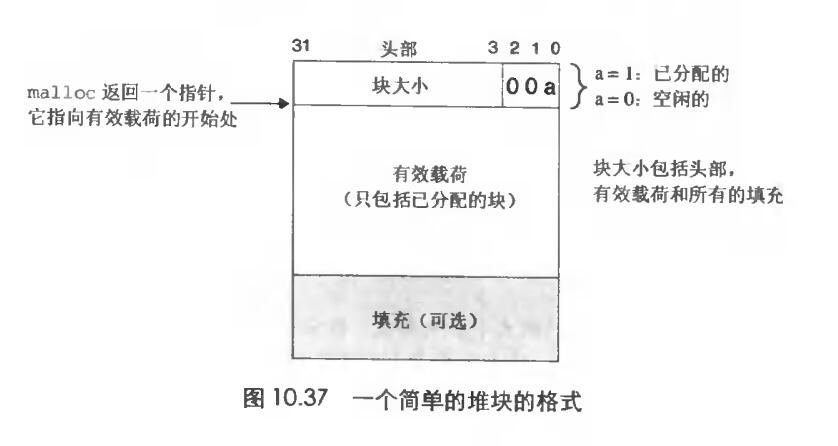 31 头部 3 2 1 0
块大小 0 0 a
a = 1: 已分配的
a = 0: 空闲的
malloc 返回一个指针,
它指向有效载荷的开始处
有效载荷
(只包括已分配的块)
块大小包括头部,
有效载荷和所有的填充
填充(可选)
图 10.37 一个简单的堆块的格式